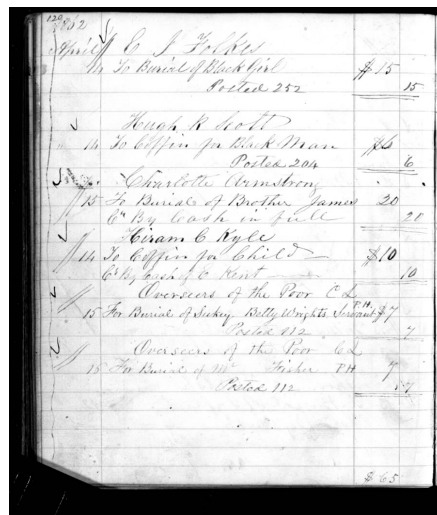 120
1862
April E J Folkes
14 To Burial of Black Girl $15
Posted 252 15
Hugh R Scott
14 To Coffin for Black Man $6
Posted 204 6
Charlotte Armstrong
15 To Burial of Brother James 20
Cr By Cash in full 20
Hiram C Kyle
14 To Coffin for Child $10
Cr By Cash of C Kent 10
Overseers of the Poor C L
15 For Burial of Suckey Betty Wrights Servant P.H. $7
Posted 112 7
Overseers of the Poor C L
15 For Burial of Mr Fisher P H 7
Posted 112 7
$65